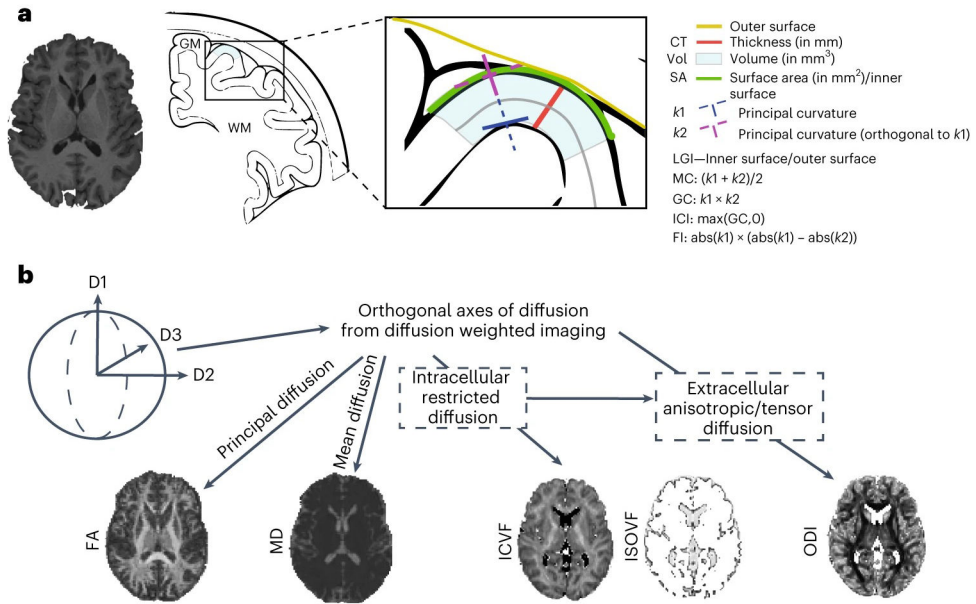 a
GM
WM
Outer surface
CT Thickness (in mm)
Vol Volume (in mm³)
SA Surface area (in mm²)/inner
surface
k1 Principal curvature
k2 Principal curvature (orthogonal to k1)
LGI—Inner surface/outer surface
MC: (k1 + k2)/2
GC: k1 × k2
ICI: max(GC,0)
FI: abs(k1) × (abs(k1) – abs(k2))
b
D1
D3
D2
Orthogonal axes of diffusion
from diffusion weighted imaging
Principal diffusion
Mean diffusion
Intracellular
restricted
diffusion
Extracellular
anisotropic/tensor
diffusion
FA
MD
ICVF
ISOVF
ODI